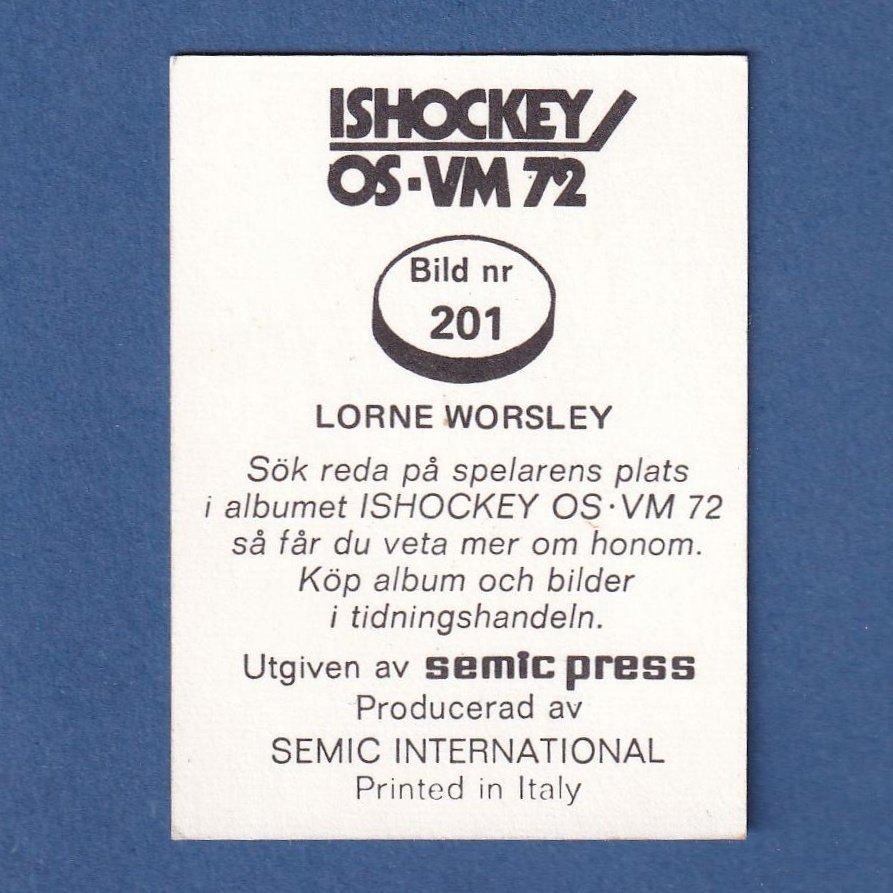 ISHOCKEY
OS·VM 72
Bild nr
201
LORNE WORSLEY
Sök reda på spelarens plats
i albumet ISHOCKEY OS·VM 72
så får du veta mer om honom.
Köp album och bilder
i tidningshandeln.
Utgiven av semic press
Producerad av
SEMIC INTERNATIONAL
Printed in Italy